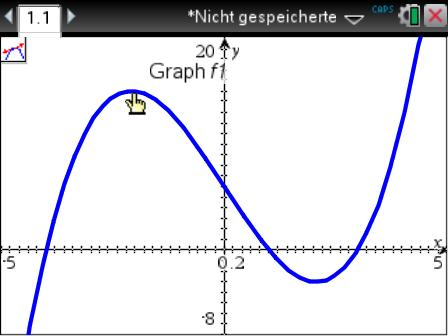 1.1 *Nicht gespeicherte CAPS
20 y
Graph f1
x
-5 0.2 5
-8